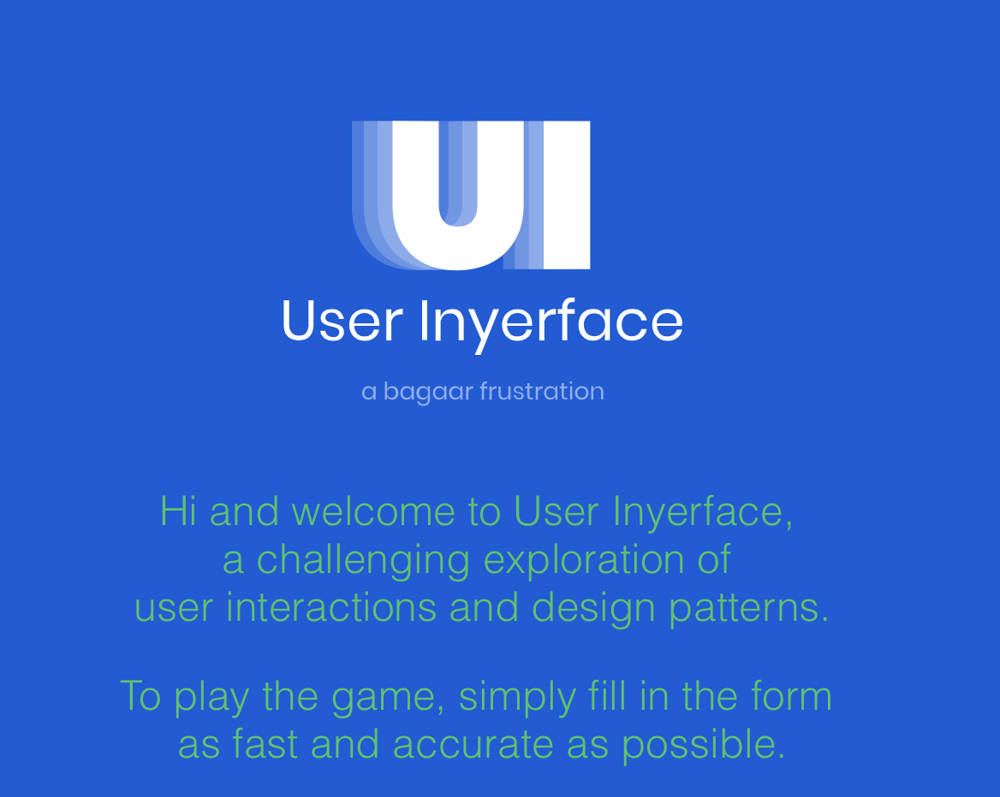 UI
User Inyerface
a bagaar frustration
Hi and welcome to User Inyerface,
a challenging exploration of
user interactions and design patterns.
To play the game, simply fill in the form
as fast and accurate as possible.